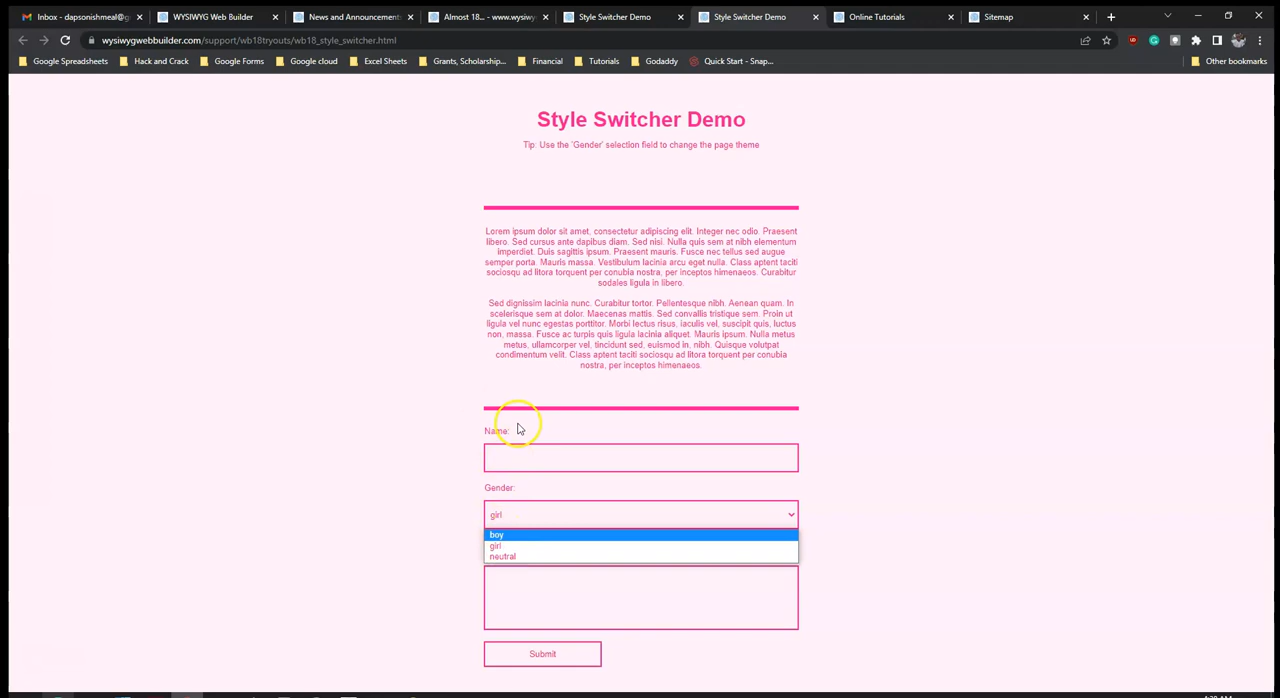 Inbox - dapsonishmeal@g
WYSIWYG Web Builder
News and Announcement
Almost 18... - www.wysiw
Style Switcher Demo
Style Switcher Demo
Online Tutorials
Sitemap
wysiwygwebbuilder.com/support/wb18tryouts/wb18_style_switcher.html
Google Spreadsheets
Hack and Crack
Google Forms
Google cloud
Excel Sheets
Grants, Scholarship...
Financial
Tutorials
Godaddy
Quick Start - Snap...
Other bookmarks
Style Switcher Demo
Tip: Use the 'Gender' selection field to change the page theme
Lorem ipsum dolor sit amet, consectetur adipiscing elit. Integer nec odio. Praesent
libero. Sed cursus ante dapibus diam. Sed nisi. Nulla quis sem at nibh elementum
imperdiet. Duis sagittis ipsum. Praesent mauris. Fusce nec tellus sed augue
semper porta. Mauris massa. Vestibulum lacinia arcu eget nulla. Class aptent taciti
sociosqu ad litora torquent per conubia nostra, per inceptos himenaeos. Curabitur
sodales ligula in libero.
Sed dignissim lacinia nunc. Curabitur tortor. Pellentesque nibh. Aenean quam. In
scelerisque sem at dolor. Maecenas mattis. Sed convallis tristique sem. Proin ut
ligula vel nunc egestas porttitor. Morbi lectus risus, iaculis vel, suscipit quis, luctus
non, massa. Fusce ac turpis quis ligula lacinia aliquet. Mauris ipsum. Nulla metus
metus, ullamcorper vel, tincidunt sed, euismod in, nibh. Quisque volutpat
condimentum velit. Class aptent taciti sociosqu ad litora torquent per conubia
nostra, per inceptos himenaeos.
Name:
Gender:
girl
boy
girl
neutral
Submit